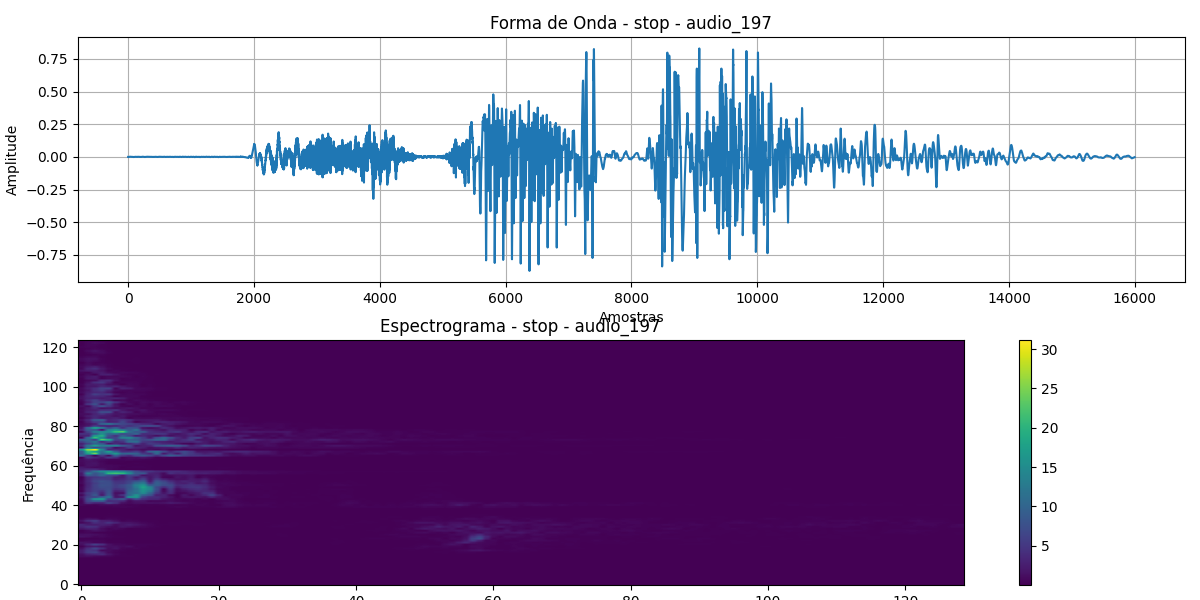 Forma de Onda - stop - audio_197
Amplitude
0.75
0.50
0.25
0.00
−0.25
−0.50
−0.75
0 2000 4000 6000 8000 10000 12000 14000 16000
Amostras
Espectrograma - stop - audio_197
Frequência
120
100
80
60
40
20
0
0 20 40 60 80 100 120
30
25
20
15
10
5